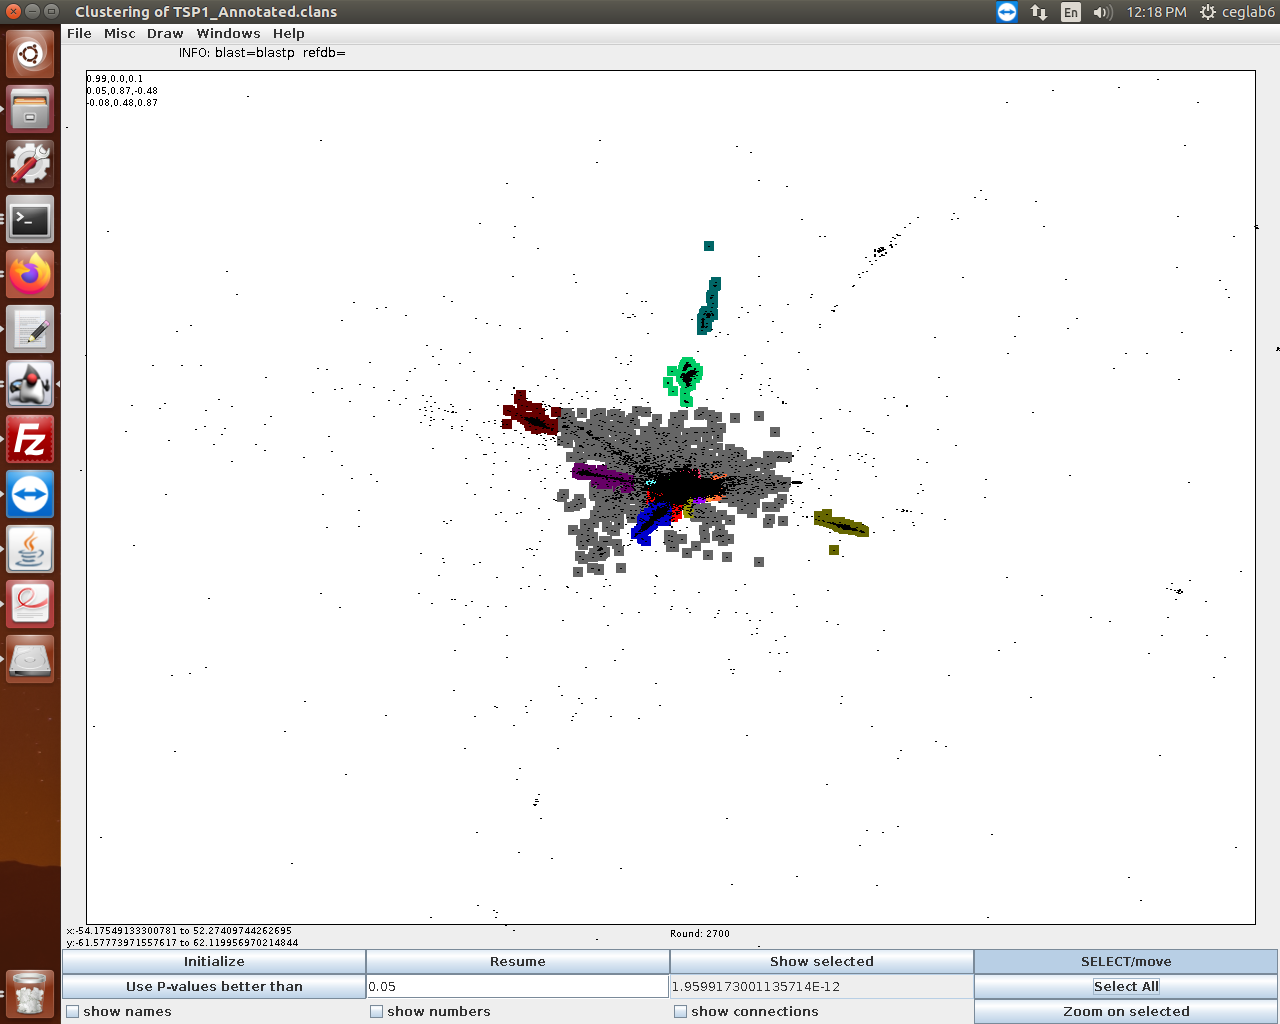 Clustering of TSP1_Annotated.clans
En
12:18 PM
ceglab6
File Misc Draw Windows Help
INFO: blast=blastp refdb=
0.99,0.0,0.1
0.05,0.87,-0.48
-0.08,0.48,0.87
x:-54.17549133300781 to 52.27409744262695
y:-61.57773971557617 to 62.119956970214844
Round: 2700
Initialize
Resume
Show selected
SELECT/move
Use P-values better than
0.05
1.9599173001135714E-12
Select All
show names
show numbers
show connections
Zoom on selected